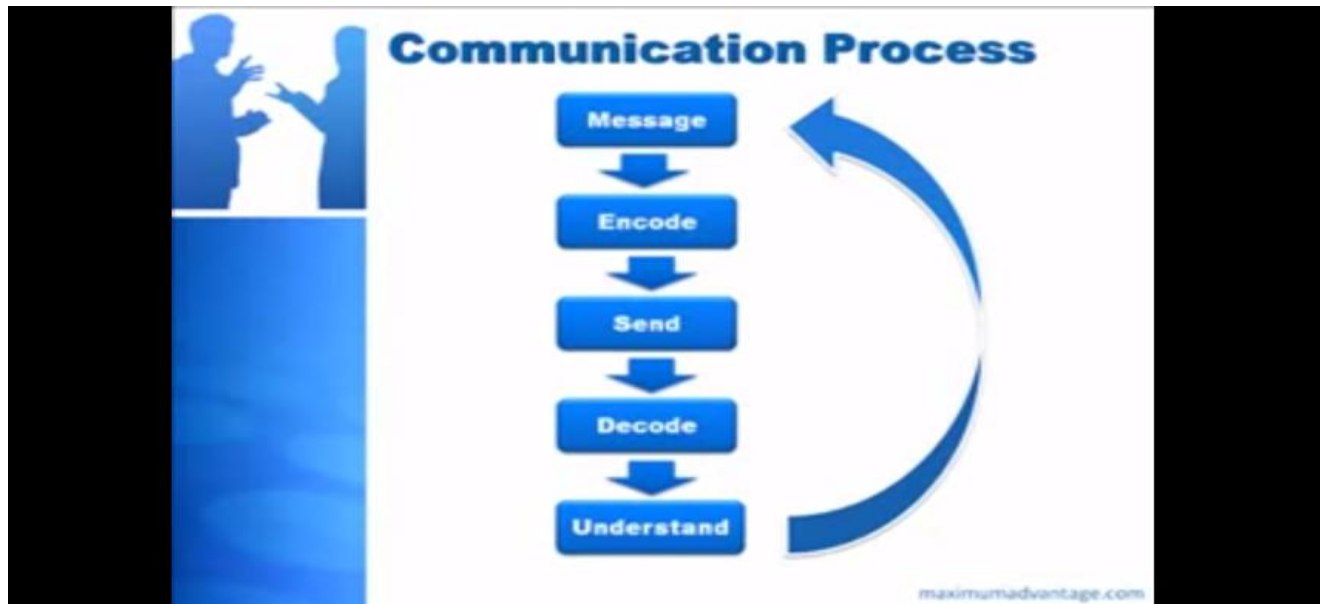 Communication Process
Message
Encode
Send
Decode
Understand
maximumadvantage.com